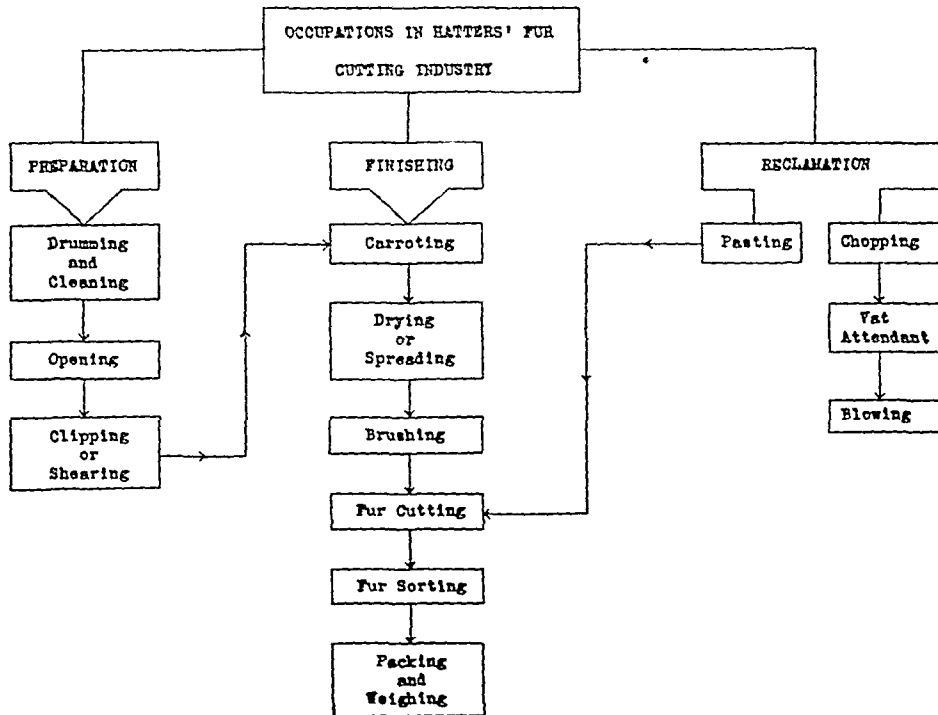 OCCUPATIONS IN HATTERS' FUR
CUTTING INDUSTRY
PREPARATION
FINISHING
RECLAMATION
Drumming
and
Cleaning
Opening
Clipping
or
Shearing
Carroting
Drying
or
Spreading
Brushing
Fur Cutting
Fur Sorting
Packing
and
Weighing
Pasting
Chopping
Vat
Attendant
Blowing